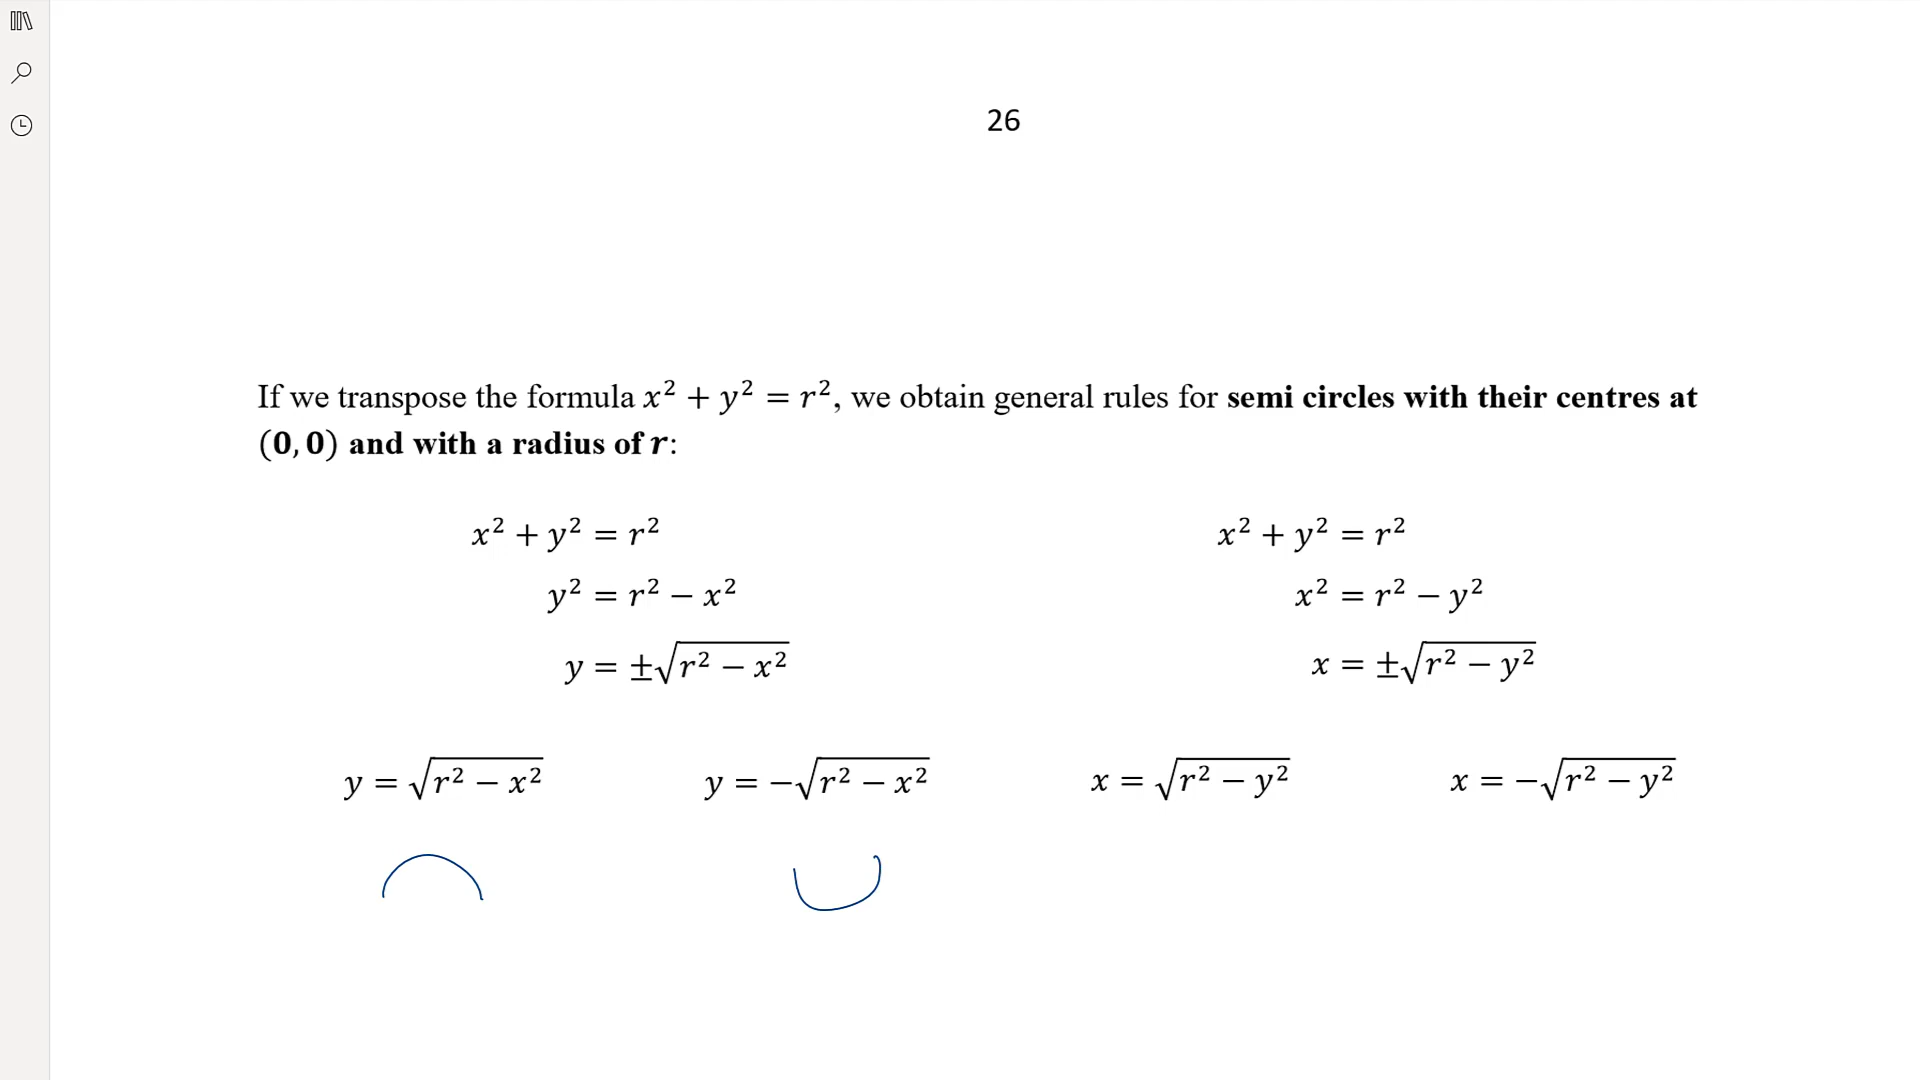 26
If we transpose the formula x² + y² = r², we obtain general rules for semi circles with their centres at
(0, 0) and with a radius of r:
x² + y² = r²
y² = r² − x²
y = ±√(r² − x²)
x² + y² = r²
x² = r² − y²
x = ±√(r² − y²)
y = √(r² − x²)
y = −√(r² − x²)
x = √(r² − y²)
x = −√(r² − y²)